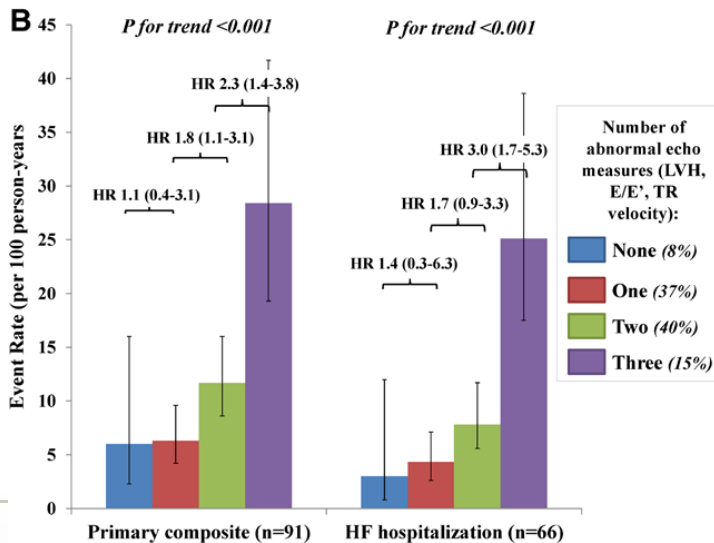 B
P for trend <0.001
P for trend <0.001
Event Rate (per 100 person-years
45
40
35
30
25
20
15
10
5
0
HR 2.3 (1.4-3.8)
HR 1.8 (1.1-3.1)
HR 1.1 (0.4-3.1)
HR 3.0 (1.7-5.3)
HR 1.7 (0.9-3.3)
HR 1.4 (0.3-6.3)
Primary composite (n=91)
HF hospitalization (n=66)
Number of
abnormal echo
measures (LVH,
E/E', TR
velocity):
None (8%)
One (37%)
Two (40%)
Three (15%)